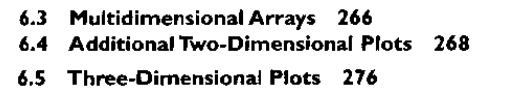 6.3 Multidimensional Arrays 266
6.4 Additional Two-Dimensional Plots 268
6.5 Three-Dimensional Plots 276